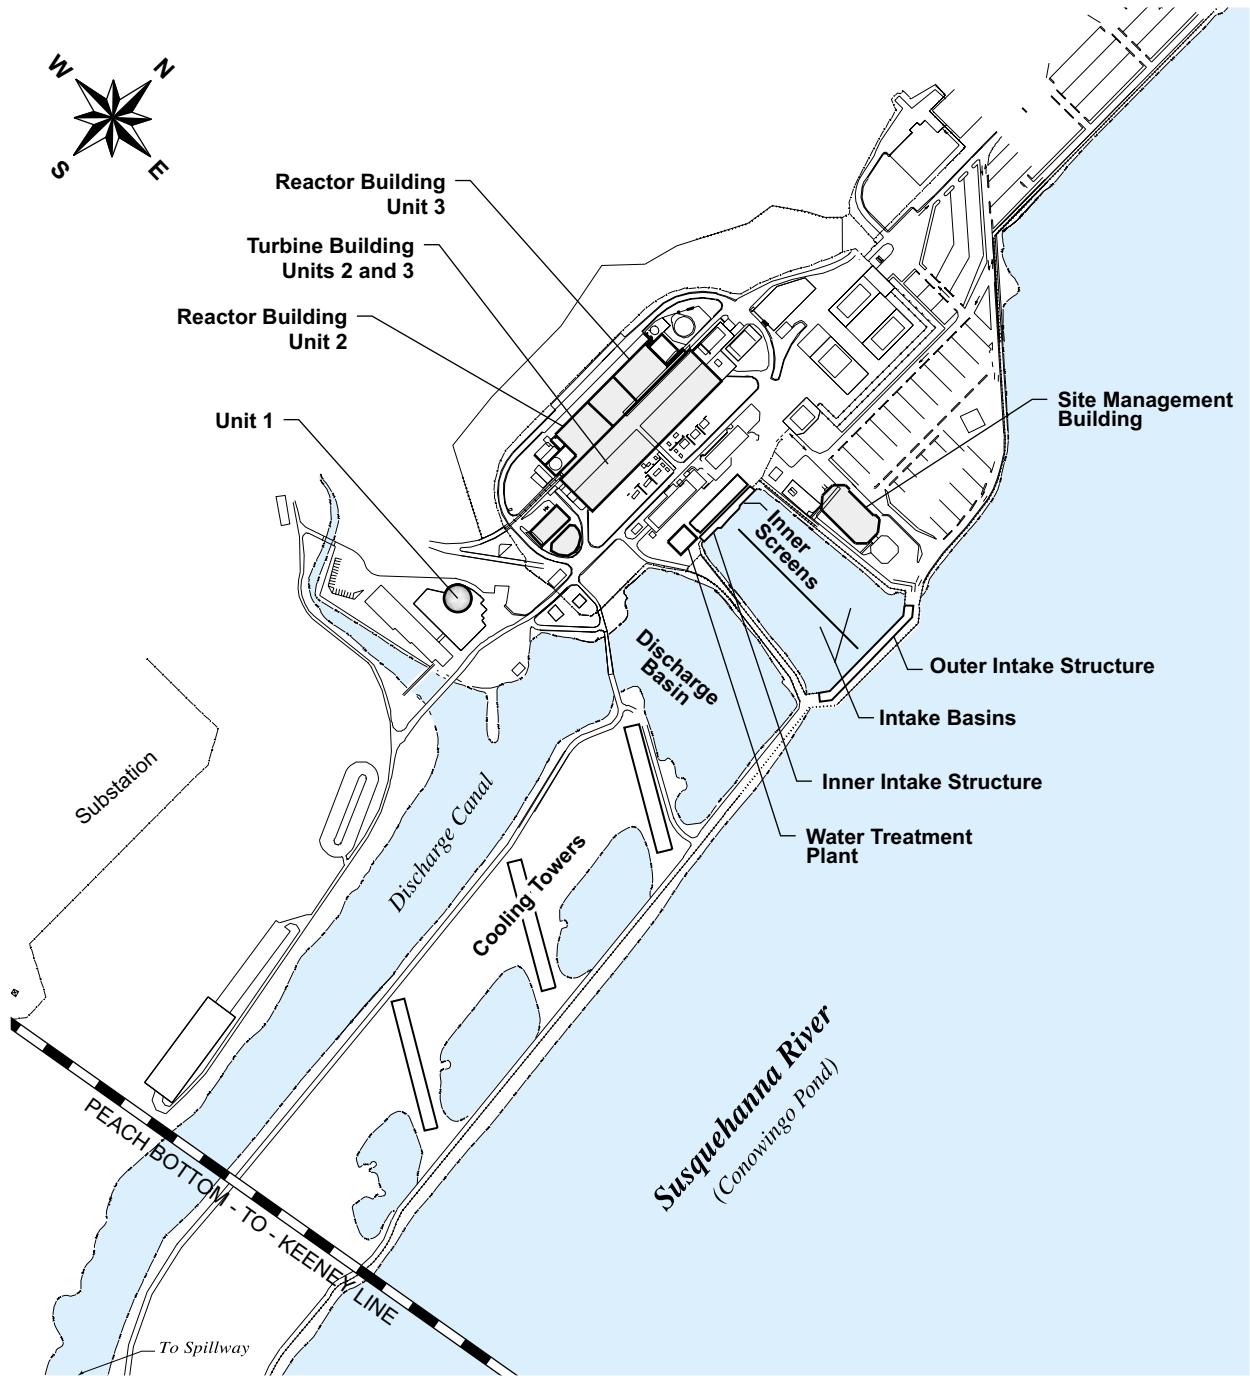 W
N
S
E
Reactor Building
Unit 3
Turbine Building
Units 2 and 3
Reactor Building
Unit 2
Unit 1
Site Management
Building
Inner
Screens
Discharge
Basin
Outer Intake Structure
Intake Basins
Inner Intake Structure
Water Treatment
Plant
Substation
Discharge Canal
Cooling Towers
Susquehanna River
(Conowingo Pond)
PEACH BOTTOM - TO - KEENEY LINE
To Spillway